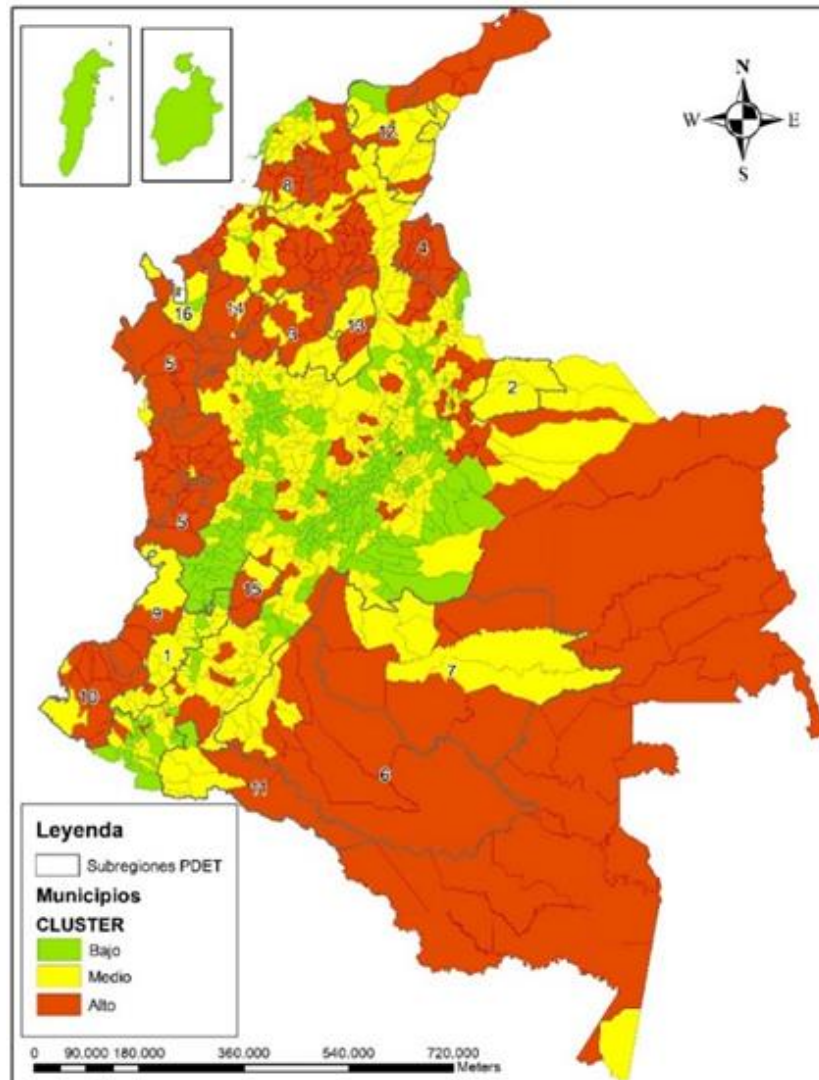 N
W E
S
12
8
4
16
14
3
13
5
2
5
15
9
1
7
10
6
11
Leyenda
Subregiones PDET
Municipios
CLUSTER
Bajo
Medio
Alto
0 90.000 180.000 360.000 540.000 720.000
Meters